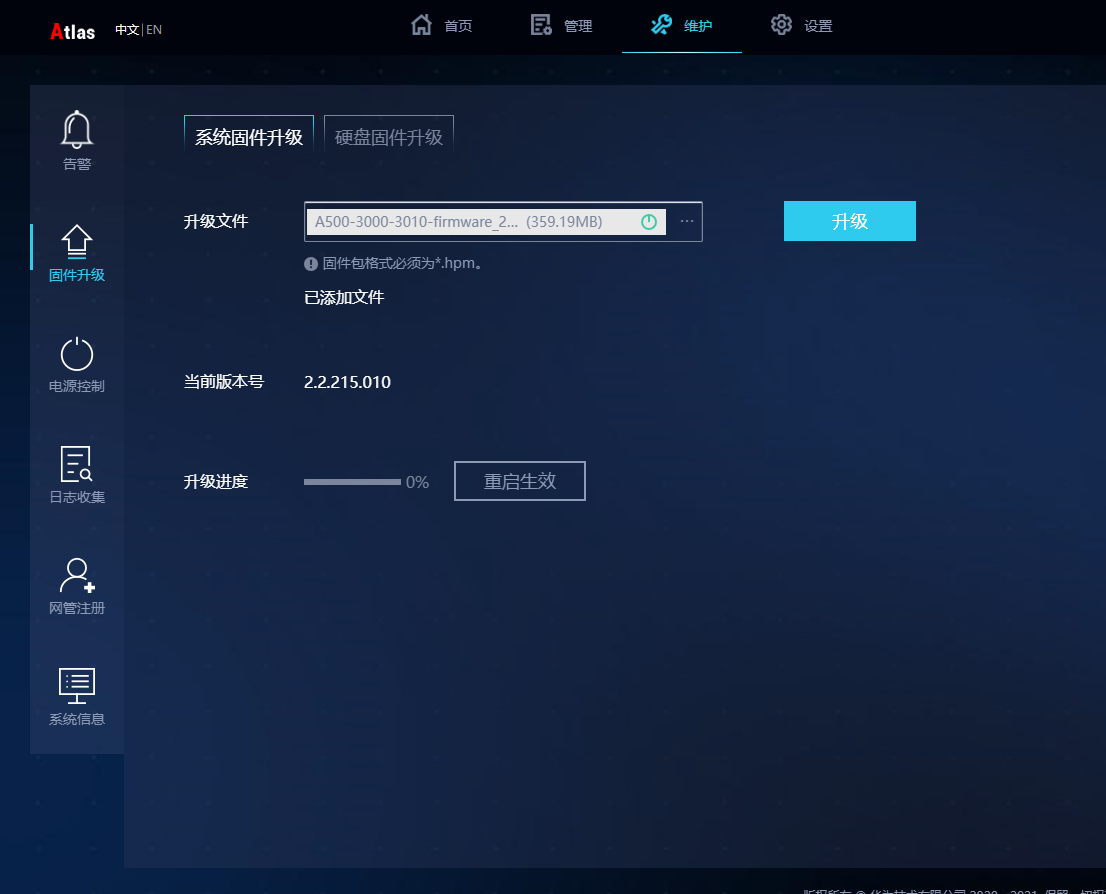 Atlas 中文|EN 首页 管理 维护 设置
告警
固件升级
电源控制
日志收集
网管注册
系统信息
系统固件升级 硬盘固件升级
升级文件 A500-3000-3010-firmware_2... (359.19MB) ... 升级
固件包格式必须为*.hpm。
已添加文件
当前版本号 2.2.215.010
升级进度 0% 重启生效